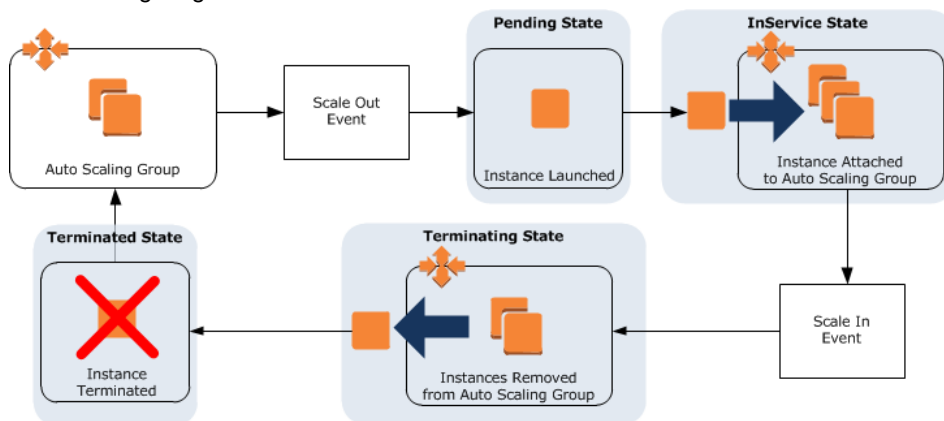 Pending State
InService State
Auto Scaling Group
Scale Out
Event
Instance Launched
Instance Attached
to Auto Scaling Group
Terminated State
Terminating State
Instance
Terminated
Instances Removed
from Auto Scaling Group
Scale In
Event